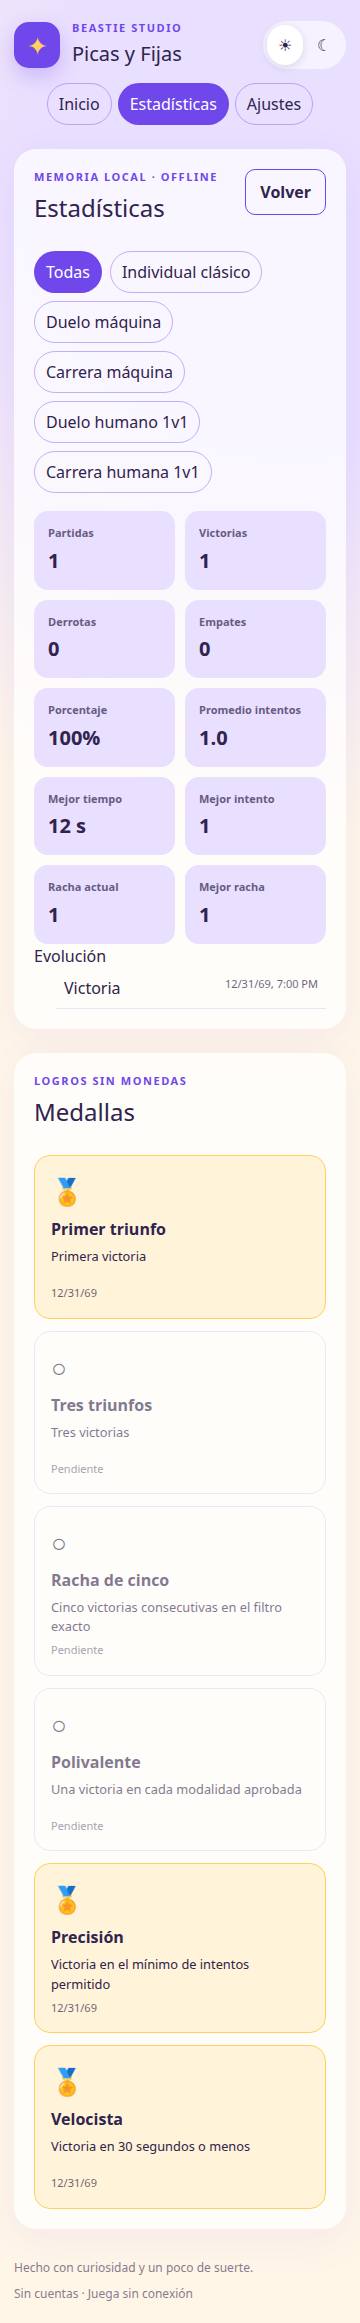 BEASTIE STUDIO
Picas y Fijas
Inicio
Estadísticas
Ajustes
MEMORIA LOCAL · OFFLINE
Estadísticas
Volver
Todas
Individual clásico
Duelo máquina
Carrera máquina
Duelo humano 1v1
Carrera humana 1v1
Partidas
1
Victorias
1
Derrotas
0
Empates
0
Porcentaje
100%
Promedio intentos
1.0
Mejor tiempo
12 s
Mejor intento
1
Racha actual
1
Mejor racha
1
Evolución
Victoria
12/31/69, 7:00 PM
LOGROS SIN MONEDAS
Medallas
Primer triunfo
Primera victoria
12/31/69
Tres triunfos
Tres victorias
Pendiente
Racha de cinco
Cinco victorias consecutivas en el filtro
exacto
Pendiente
Polivalente
Una victoria en cada modalidad aprobada
Pendiente
Precisión
Victoria en el mínimo de intentos
permitido
12/31/69
Velocista
Victoria en 30 segundos o menos
12/31/69
Hecho con curiosidad y un poco de suerte.
Sin cuentas · Juega sin conexión